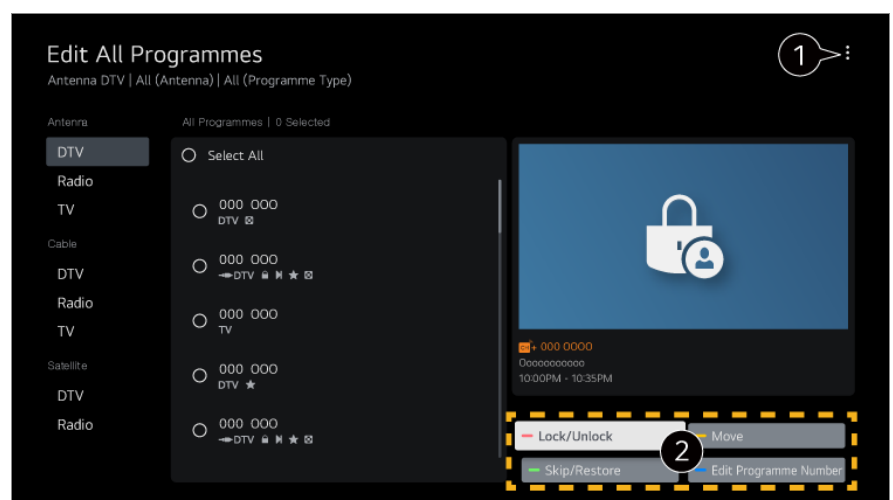 Edit All Programmes
Antenna DTV | All (Antenna) | All (Programme Type)
1
Antenna
DTV
Radio
TV
Cable
DTV
Radio
TV
Satellite
DTV
Radio
All Programmes | 0 Selected
Select All
000 000
DTV
000 000
DTV
000 000
TV
000 000
DTV
000 000
DTV
CH+ 000 0000
Ooooooooooo
10:00PM - 10:35PM
Lock/Unlock
Move
2
Skip/Restore
Edit Programme Number